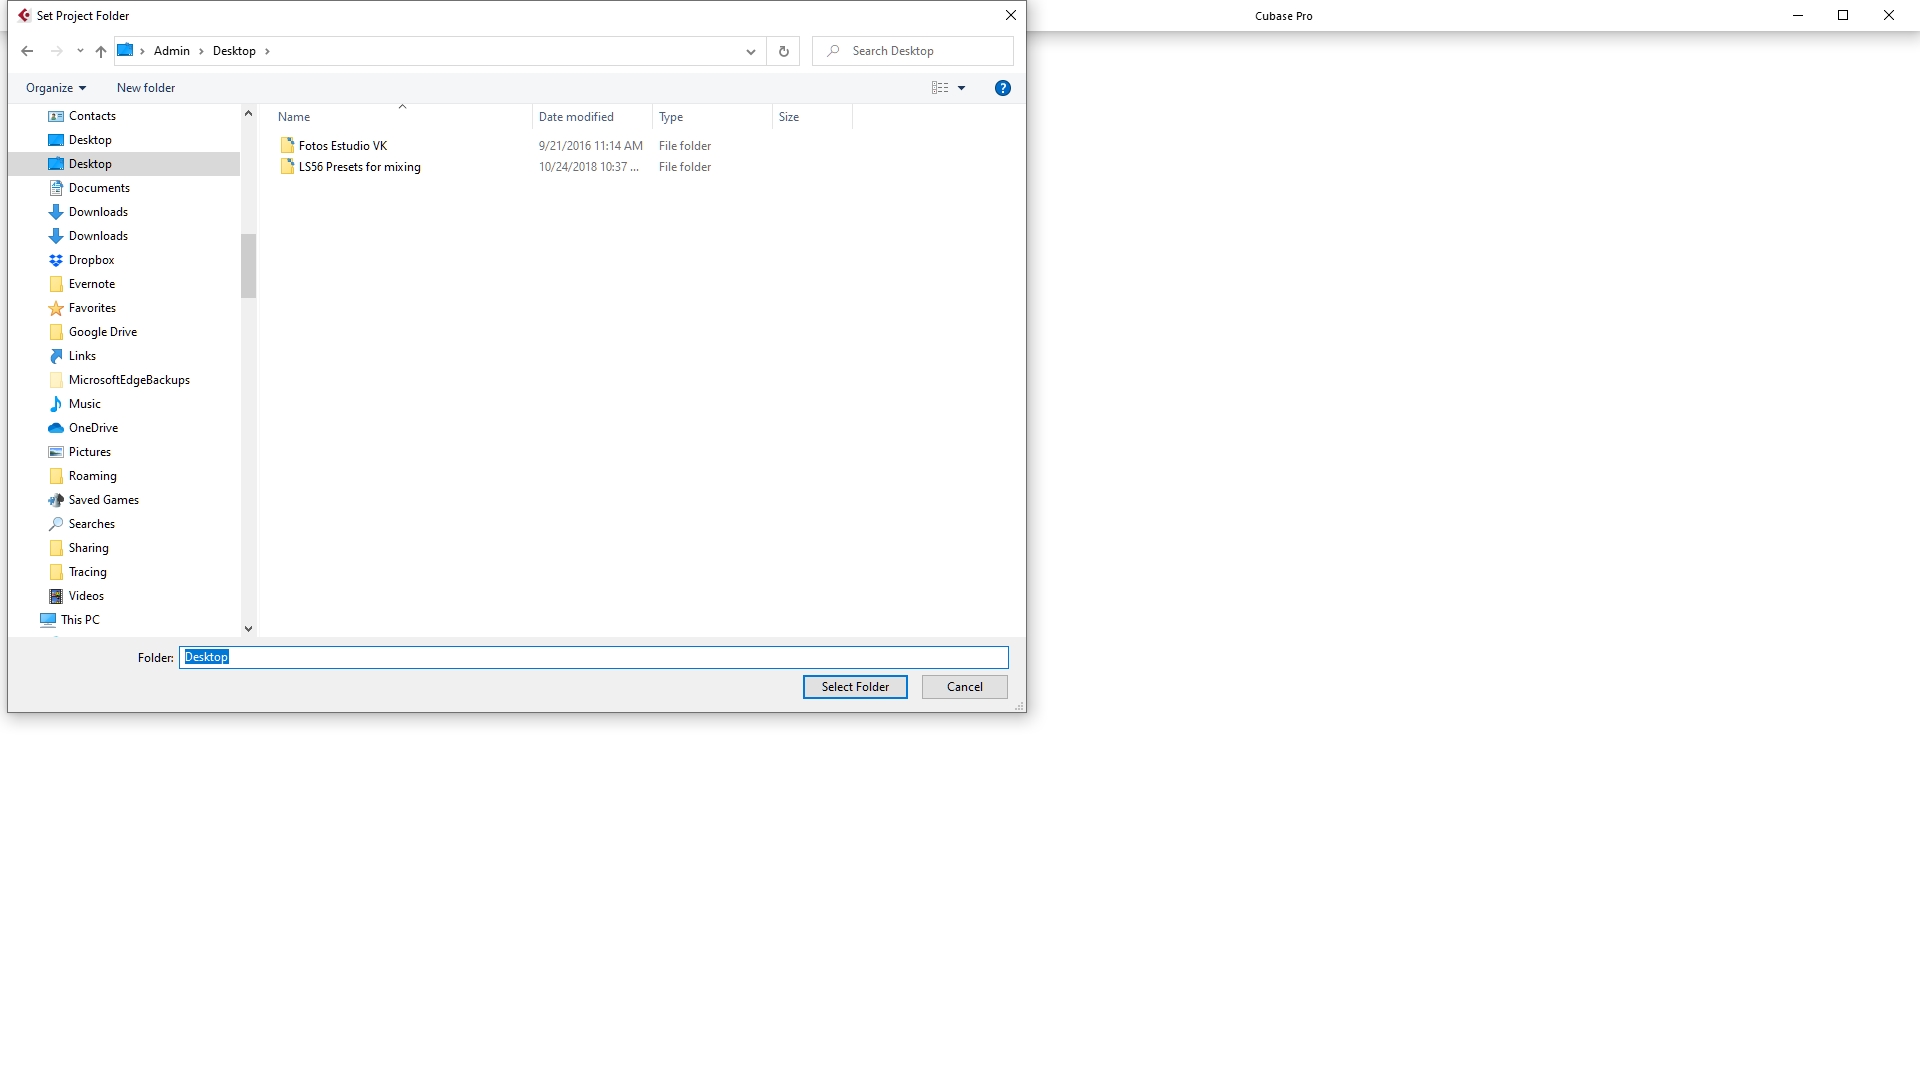 Set Project Folder
Cubase Pro
Admin > Desktop >
Search Desktop
Organize
New folder
?
Contacts
Desktop
Desktop
Documents
Downloads
Downloads
Dropbox
Evernote
Favorites
Google Drive
Links
MicrosoftEdgeBackups
Music
OneDrive
Pictures
Roaming
Saved Games
Searches
Sharing
Tracing
Videos
This PC
Name Date modified Type Size
Fotos Estudio VK 9/21/2016 11:14 AM File folder
LS56 Presets for mixing 10/24/2018 10:37 ... File folder
Folder: Desktop
Select Folder Cancel